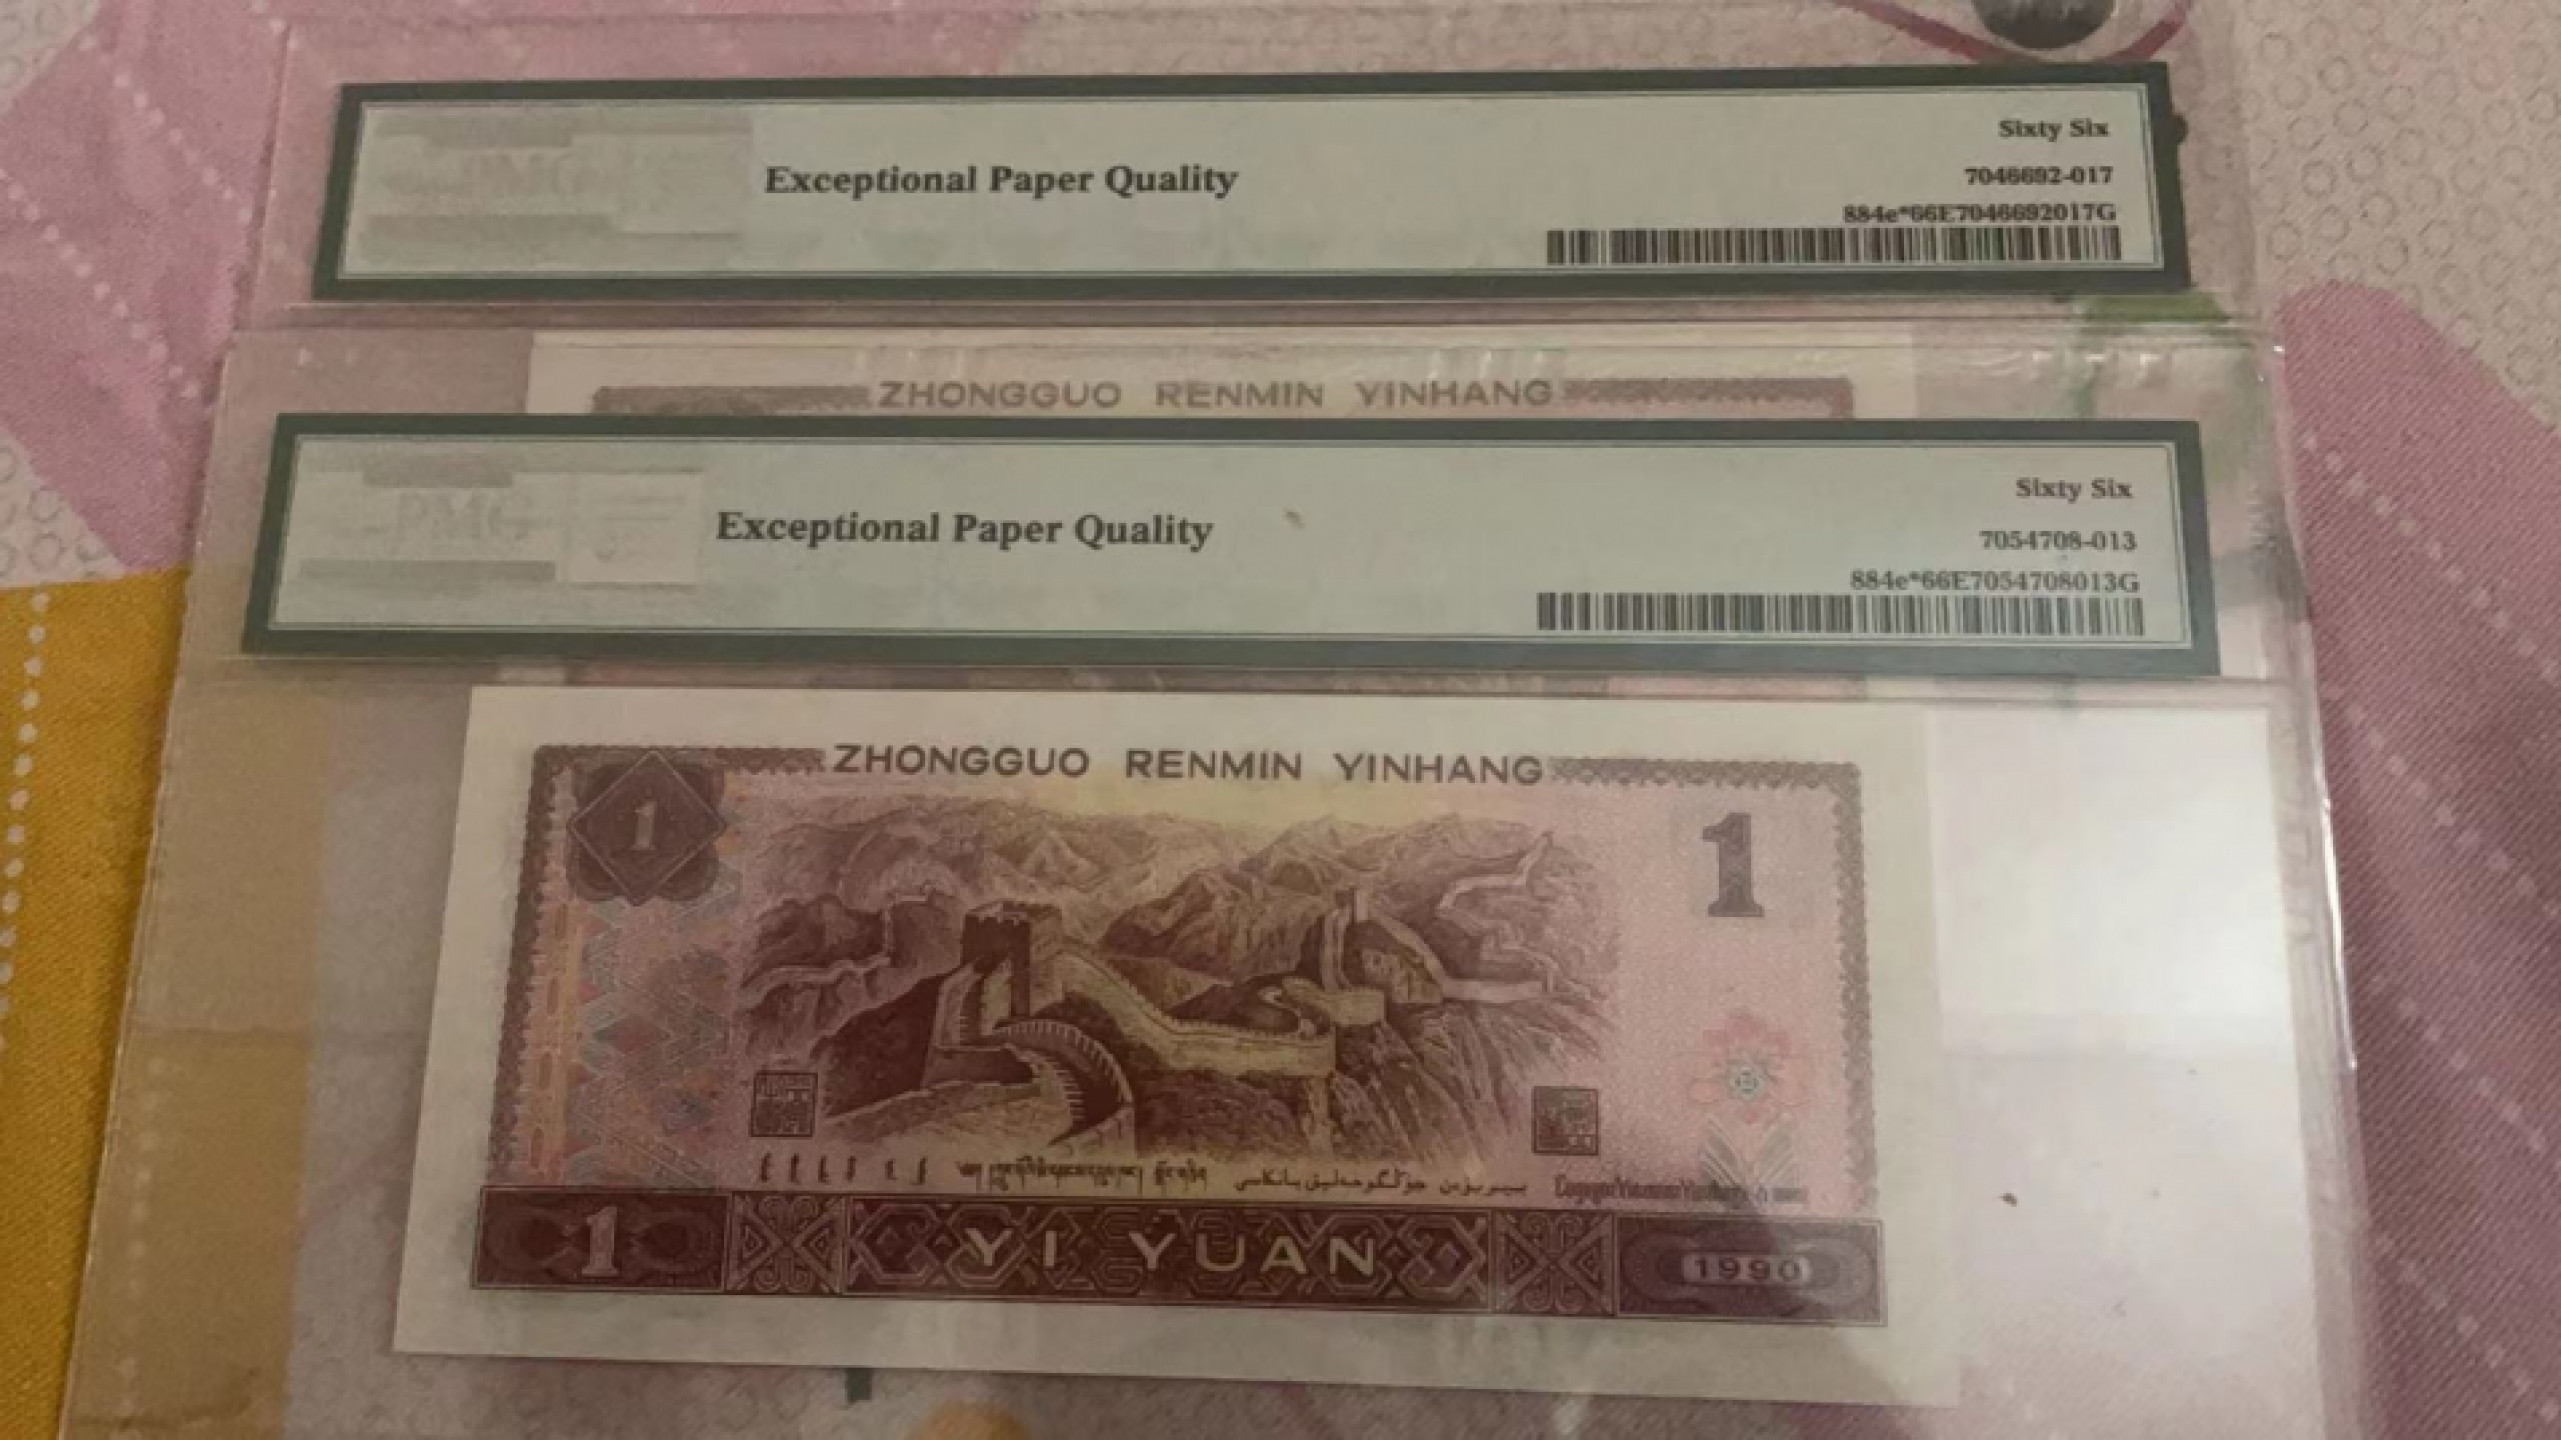 Sixty Six
Exceptional Paper Quality
7046692-017
884e*66E7046692017G
ZHONGGUO RENMIN YINHANG
Sixty Six
PMG
Exceptional Paper Quality
7054708-013
884e*66E7054708013G
ZHONGGUO RENMIN YINHANG
1
1
1 YI YUAN 1990